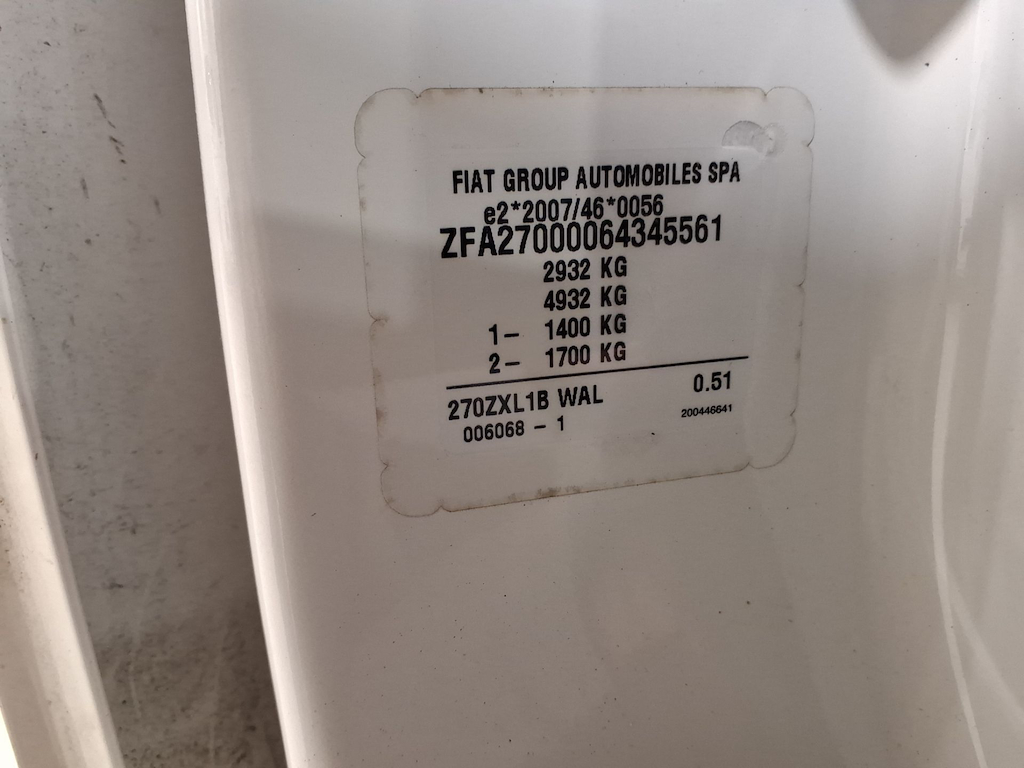 FIAT GROUP AUTOMOBILES SPA
e2*2007/46*0056
ZFA27000064345561
2932 KG
4932 KG
1- 1400 KG
2- 1700 KG
270ZXL1B WAL 0.51
006068 - 1 200446641